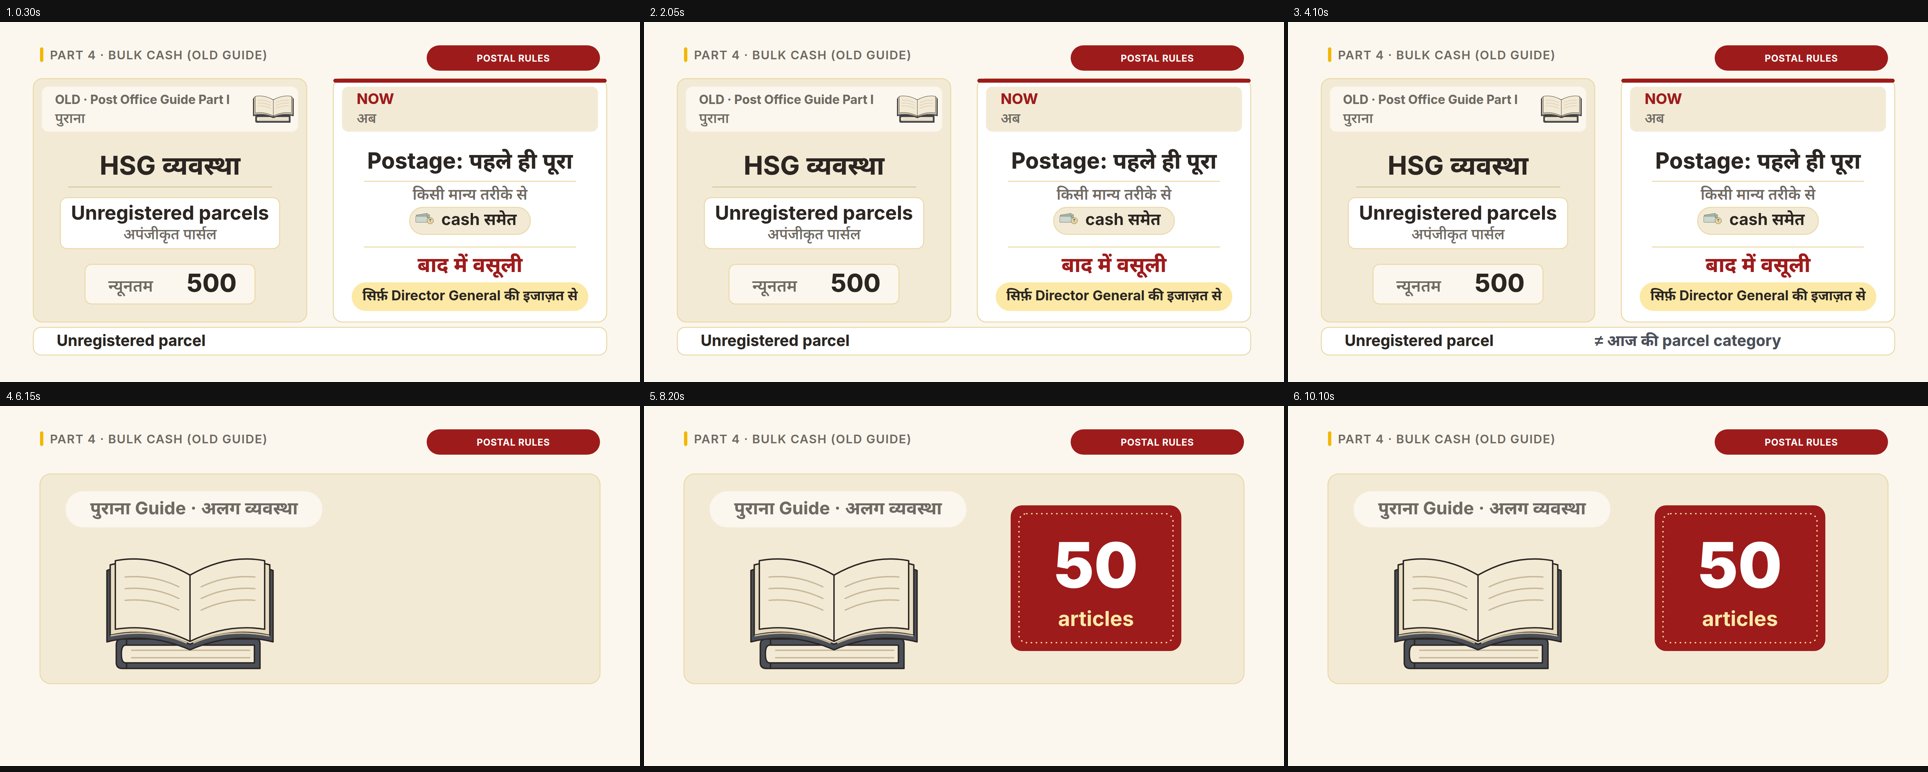 1. 0.30s
PART 4 · BULK CASH (OLD GUIDE)
POSTAL RULES
OLD · Post Office Guide Part I
पुराना
HSG व्यवस्था
Unregistered parcels
अपंजीकृत पार्सल
न्यूनतम 500
NOW
अब
Postage: पहले ही पूरा
किसी मान्य तरीके से
cash समेत
बाद में वसूली
सिर्फ़ Director General की इजाज़त से
Unregistered parcel
2. 2.05s
PART 4 · BULK CASH (OLD GUIDE)
POSTAL RULES
OLD · Post Office Guide Part I
पुराना
HSG व्यवस्था
Unregistered parcels
अपंजीकृत पार्सल
न्यूनतम 500
NOW
अब
Postage: पहले ही पूरा
किसी मान्य तरीके से
cash समेत
बाद में वसूली
सिर्फ़ Director General की इजाज़त से
Unregistered parcel
3. 4.10s
PART 4 · BULK CASH (OLD GUIDE)
POSTAL RULES
OLD · Post Office Guide Part I
पुराना
HSG व्यवस्था
Unregistered parcels
अपंजीकृत पार्सल
न्यूनतम 500
NOW
अब
Postage: पहले ही पूरा
किसी मान्य तरीके से
cash समेत
बाद में वसूली
सिर्फ़ Director General की इजाज़त से
Unregistered parcel ≠ आज की parcel category
4. 6.15s
PART 4 · BULK CASH (OLD GUIDE)
POSTAL RULES
पुराना Guide · अलग व्यवस्था
5. 8.20s
PART 4 · BULK CASH (OLD GUIDE)
POSTAL RULES
पुराना Guide · अलग व्यवस्था
50
articles
6. 10.10s
PART 4 · BULK CASH (OLD GUIDE)
POSTAL RULES
पुराना Guide · अलग व्यवस्था
50
articles